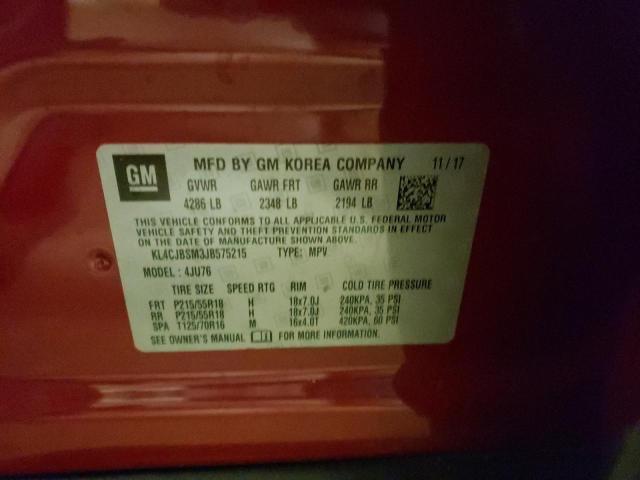 GM
MFD BY GM KOREA COMPANY 11/17
GVWR GAWR FRT GAWR RR
4286 LB 2348 LB 2194 LB
THIS VEHICLE CONFORMS TO ALL APPLICABLE U.S. FEDERAL MOTOR
VEHICLE SAFETY AND THEFT PREVENTION STANDARDS IN EFFECT
ON THE DATE OF MANUFACTURE SHOWN ABOVE.
KL4CJBSM3JB575215 TYPE: MPV
MODEL: 4JU76
TIRE SIZE SPEED RTG RIM COLD TIRE PRESSURE
FRT P215/55R18 H 18x7.0J 240KPA, 35 PSI
RR P215/55R18 H 18x7.0J 240KPA, 35 PSI
SPA T125/70R16 M 16x4.0T 420KPA, 60 PSI
SEE OWNER'S MANUAL FOR MORE INFORMATION.